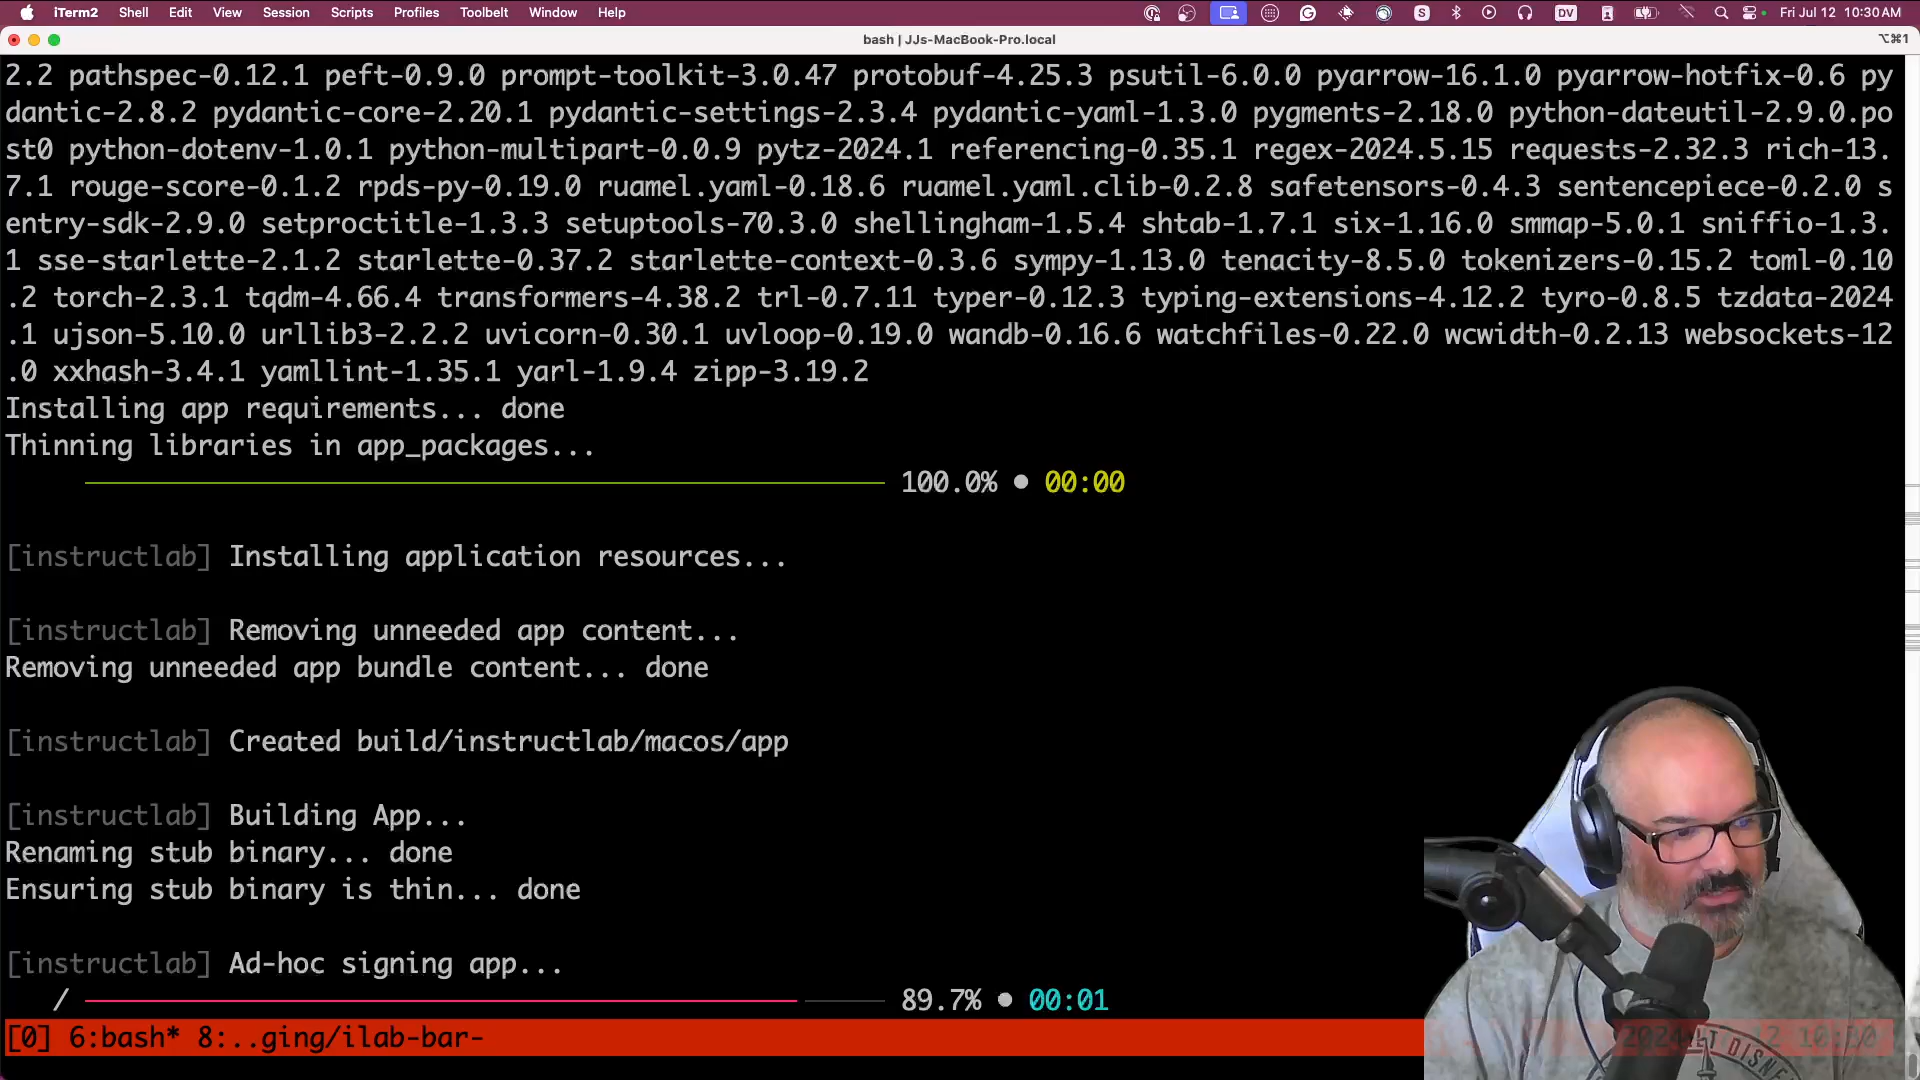 iTerm2 Shell Edit View Session Scripts Profiles Toolbelt Window Help DV Fri Jul 12 10:30 AM
bash | JJs-MacBook-Pro.local ⌥⌘1
2.2 pathspec-0.12.1 peft-0.9.0 prompt-toolkit-3.0.47 protobuf-4.25.3 psutil-6.0.0 pyarrow-16.1.0 pyarrow-hotfix-0.6 py
dantic-2.8.2 pydantic-core-2.20.1 pydantic-settings-2.3.4 pydantic-yaml-1.3.0 pygments-2.18.0 python-dateutil-2.9.0.po
st0 python-dotenv-1.0.1 python-multipart-0.0.9 pytz-2024.1 referencing-0.35.1 regex-2024.5.15 requests-2.32.3 rich-13.
7.1 rouge-score-0.1.2 rpds-py-0.19.0 ruamel.yaml-0.18.6 ruamel.yaml.clib-0.2.8 safetensors-0.4.3 sentencepiece-0.2.0 s
entry-sdk-2.9.0 setproctitle-1.3.3 setuptools-70.3.0 shellingham-1.5.4 shtab-1.7.1 six-1.16.0 smmap-5.0.1 sniffio-1.3.
1 sse-starlette-2.1.2 starlette-0.37.2 starlette-context-0.3.6 sympy-1.13.0 tenacity-8.5.0 tokenizers-0.15.2 toml-0.10
.2 torch-2.3.1 tqdm-4.66.4 transformers-4.38.2 trl-0.7.11 typer-0.12.3 typing-extensions-4.12.2 tyro-0.8.5 tzdata-2024
.1 ujson-5.10.0 urllib3-2.2.2 uvicorn-0.30.1 uvloop-0.19.0 wandb-0.16.6 watchfiles-0.22.0 wcwidth-0.2.13 websockets-12
.0 xxhash-3.4.1 yamllint-1.35.1 yarl-1.9.4 zipp-3.19.2
Installing app requirements... done
Thinning libraries in app_packages...
100.0% • 00:00
[instructlab] Installing application resources...
[instructlab] Removing unneeded app content...
Removing unneeded app bundle content... done
[instructlab] Created build/instructlab/macos/app
[instructlab] Building App...
Renaming stub binary... done
Ensuring stub binary is thin... done
[instructlab] Ad-hoc signing app...
/ 89.7% • 00:01
[0] 6:bash* 8:..ging/ilab-bar-